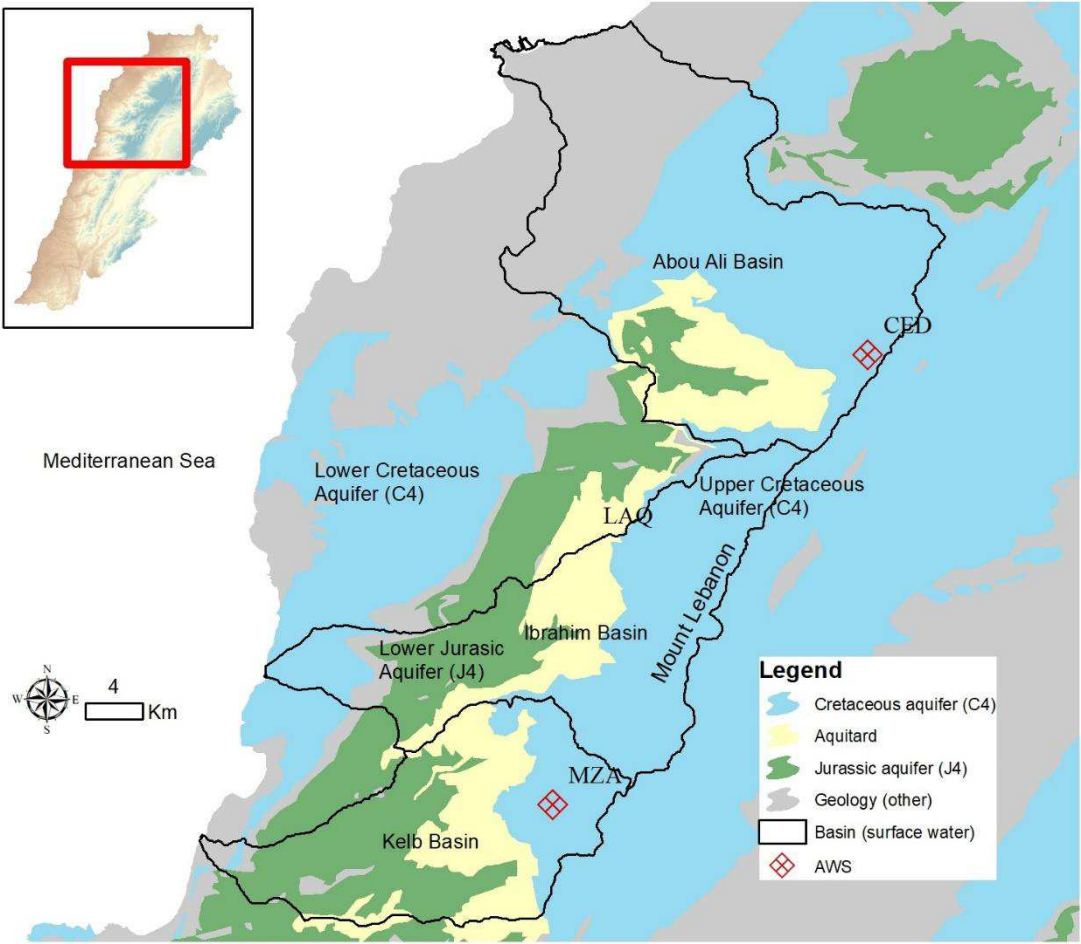 Abou Ali Basin
CED
Mediterranean Sea
Lower Cretaceous
Aquifer (C4)
Upper Cretaceous
Aquifer (C4)
LAQ
Mount Lebanon
Ibrahim Basin
Lower Jurasic
Aquifer (J4)
N
W
E
S
4
Km
MZA
Kelb Basin
Legend
Cretaceous aquifer (C4)
Aquitard
Jurassic aquifer (J4)
Geology (other)
Basin (surface water)
AWS